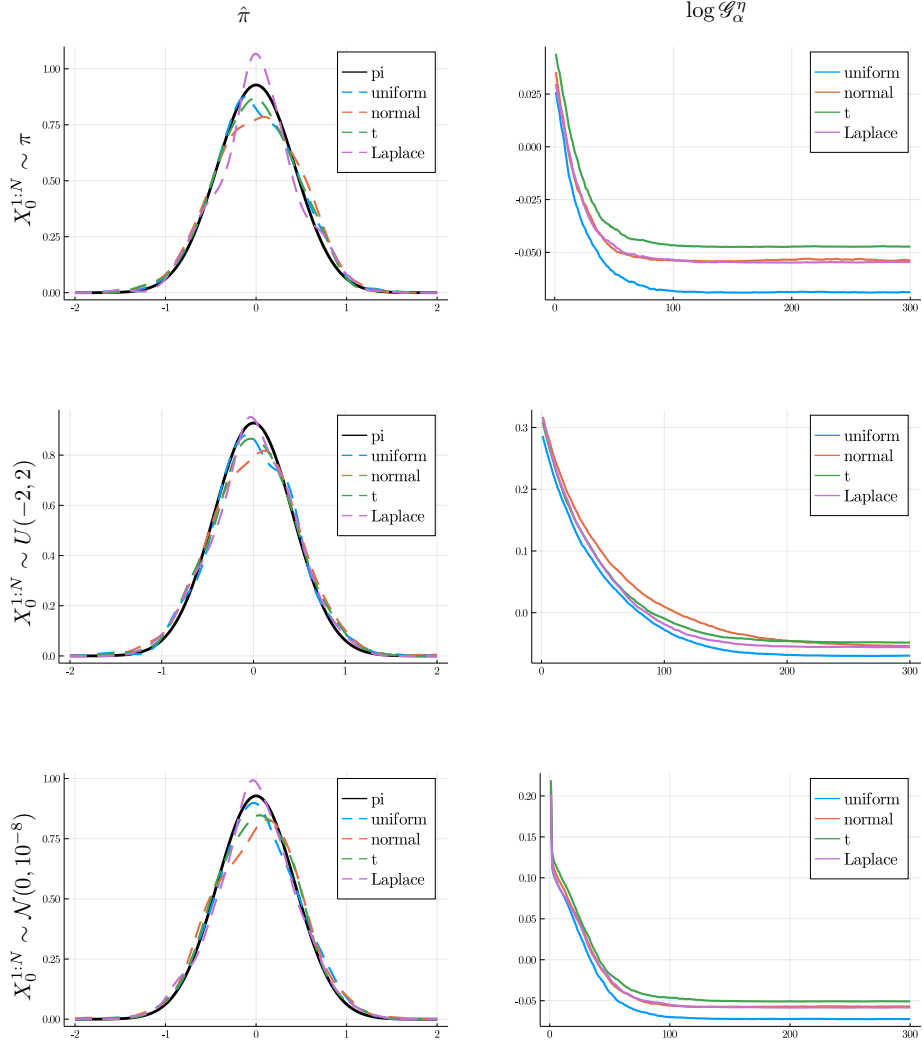 π̂
log 𝒢_α^η
X_0^{1:N} ∼ π
1.00
0.75
0.50
0.25
0.00
-2
-1
0
1
2
pi
uniform
normal
t
Laplace
0.025
0.000
-0.025
-0.050
0
100
200
300
uniform
normal
t
Laplace
X_0^{1:N} ∼ U(−2, 2)
0.8
0.6
0.4
0.2
0.0
-2
-1
0
1
2
pi
uniform
normal
t
Laplace
0.3
0.2
0.1
0.0
0
100
200
300
uniform
normal
t
Laplace
X_0^{1:N} ∼ 𝒩(0, 10^{−8})
1.00
0.75
0.50
0.25
0.00
-2
-1
0
1
2
pi
uniform
normal
t
Laplace
0.20
0.15
0.10
0.05
0.00
-0.05
0
100
200
300
uniform
normal
t
Laplace